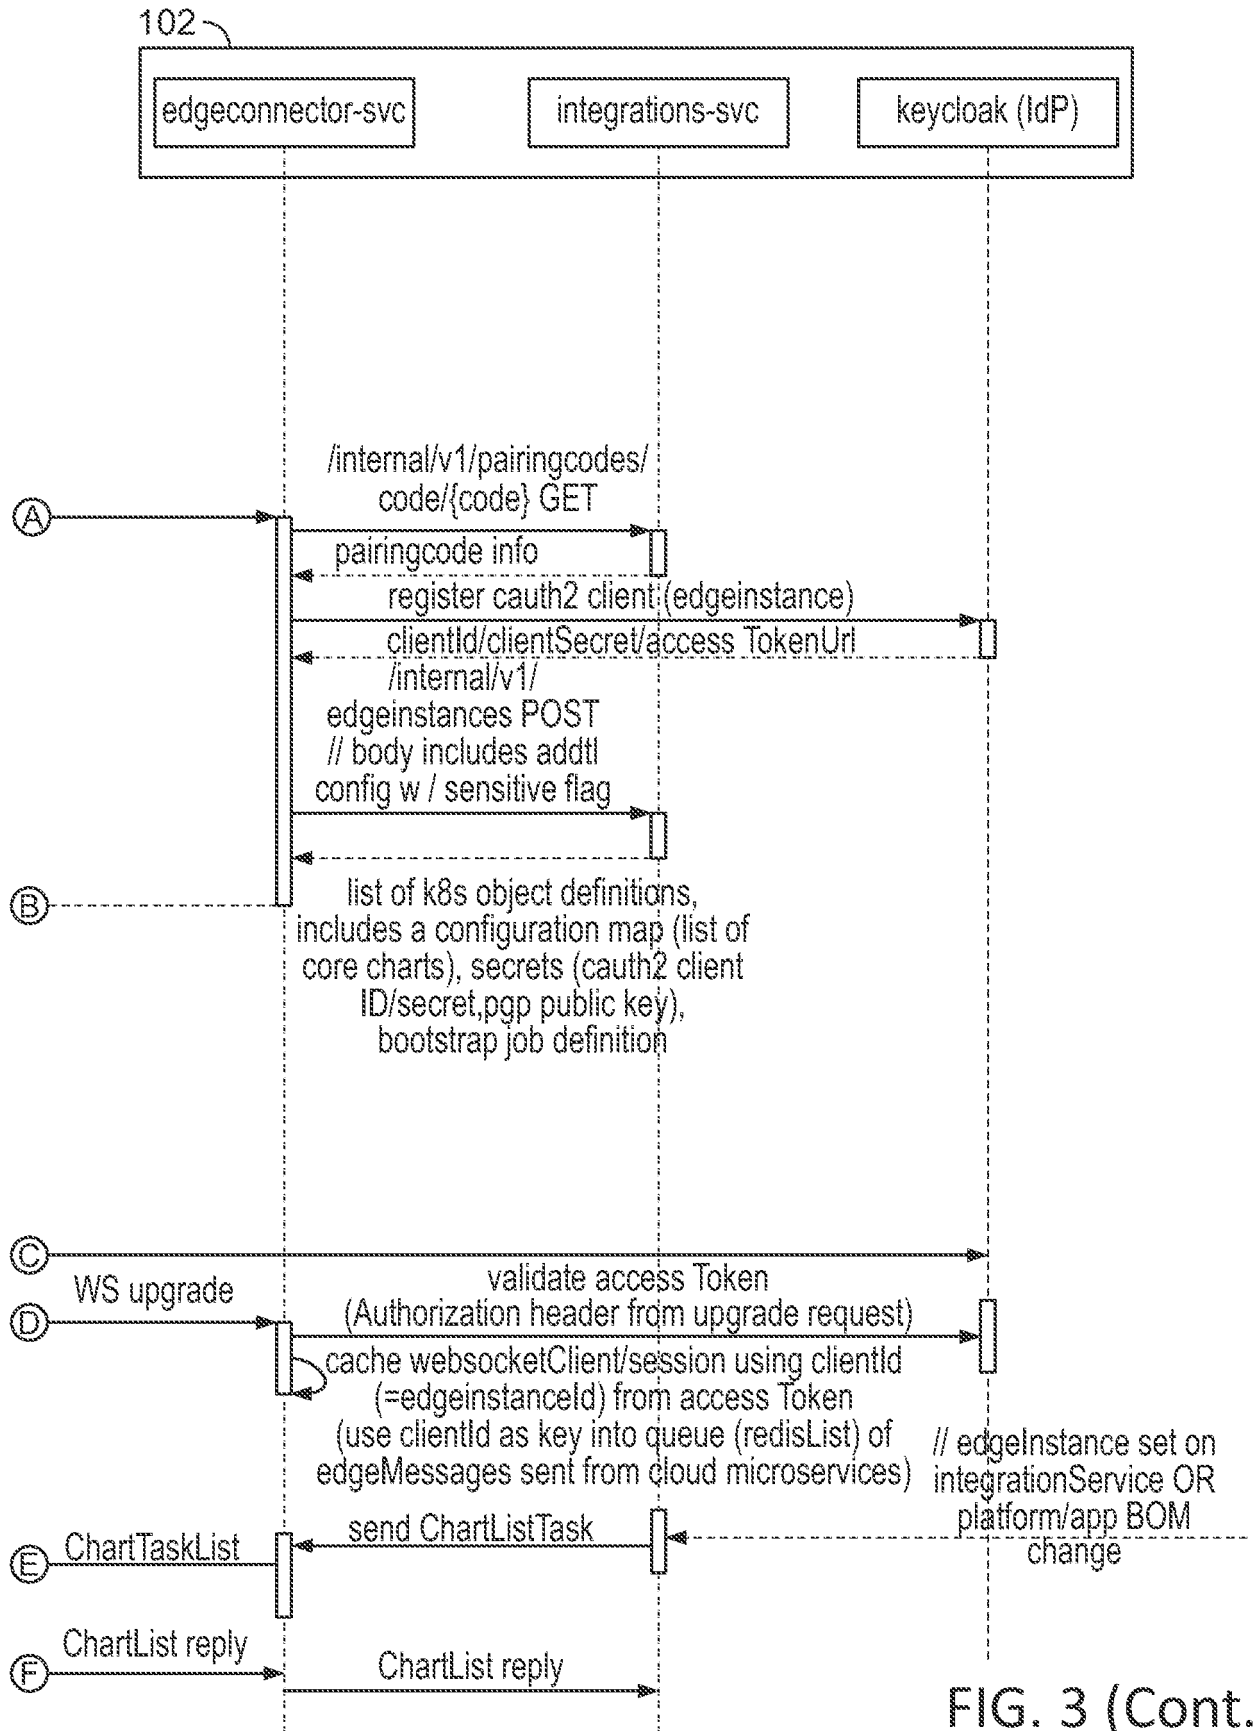 102
edgeconnector-svc
integrations-svc
keycloak (IdP)
/internal/v1/pairingcodes/
code/{code} GET
A
pairingcode info
register cauth2 client (edgeinstance)
clientId/clientSecret/access TokenUrl
/internal/v1/
edgeinstances POST
// body includes addtl
config w / sensitive flag
B
list of k8s object definitions,
includes a configuration map (list of
core charts), secrets (cauth2 client
ID/secret,pgp public key),
bootstrap job definition
C
WS upgrade
validate access Token
D
(Authorization header from upgrade request)
cache websocketClient/session using clientId
(=edgeinstanceId) from access Token
(use clientId as key into queue (redisList) of
edgeMessages sent from cloud microservices)
// edgeInstance set on
integrationService OR
platform/app BOM
change
send ChartListTask
ChartTaskList
E
ChartList reply
F
ChartList reply
FIG. 3 (Cont.